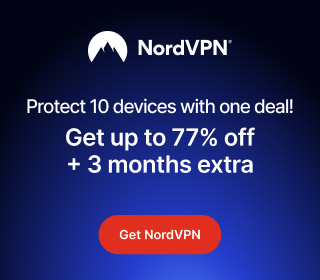 NordVPN®
Protect 10 devices with one deal!
Get up to 77% off
+ 3 months extra
Get NordVPN